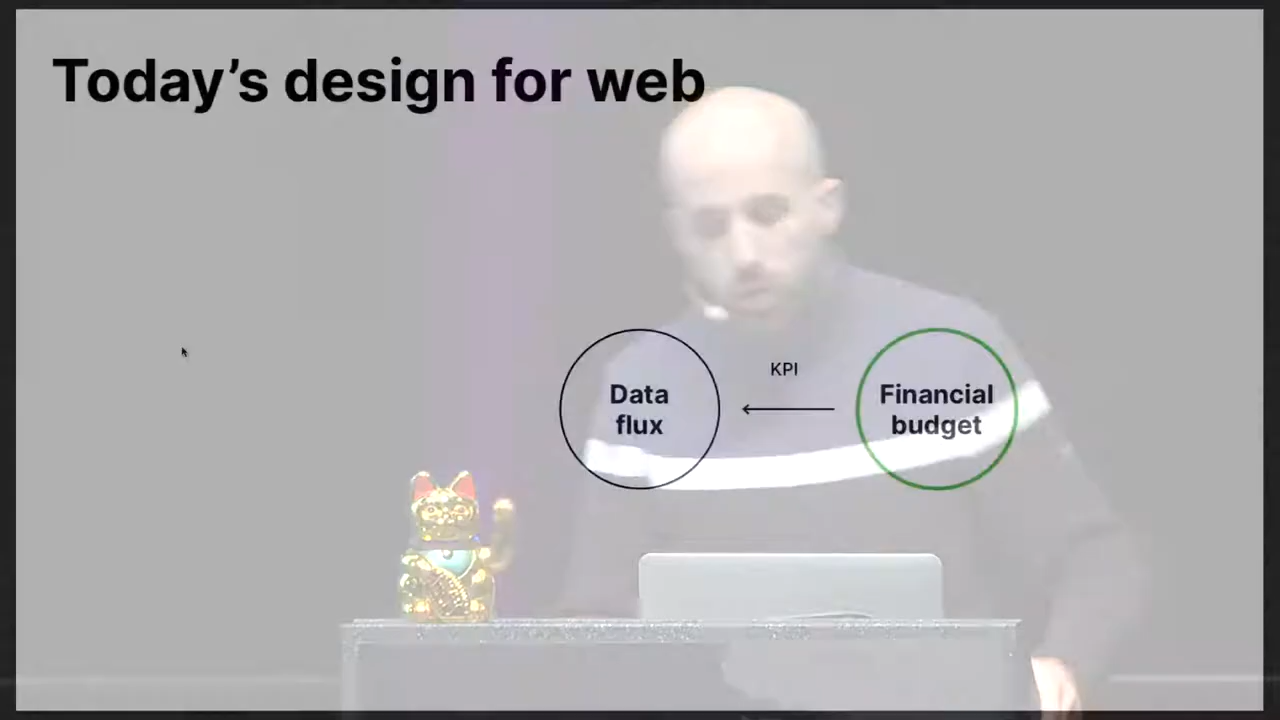 Today’s design for web
Data
flux
KPI
Financial
budget